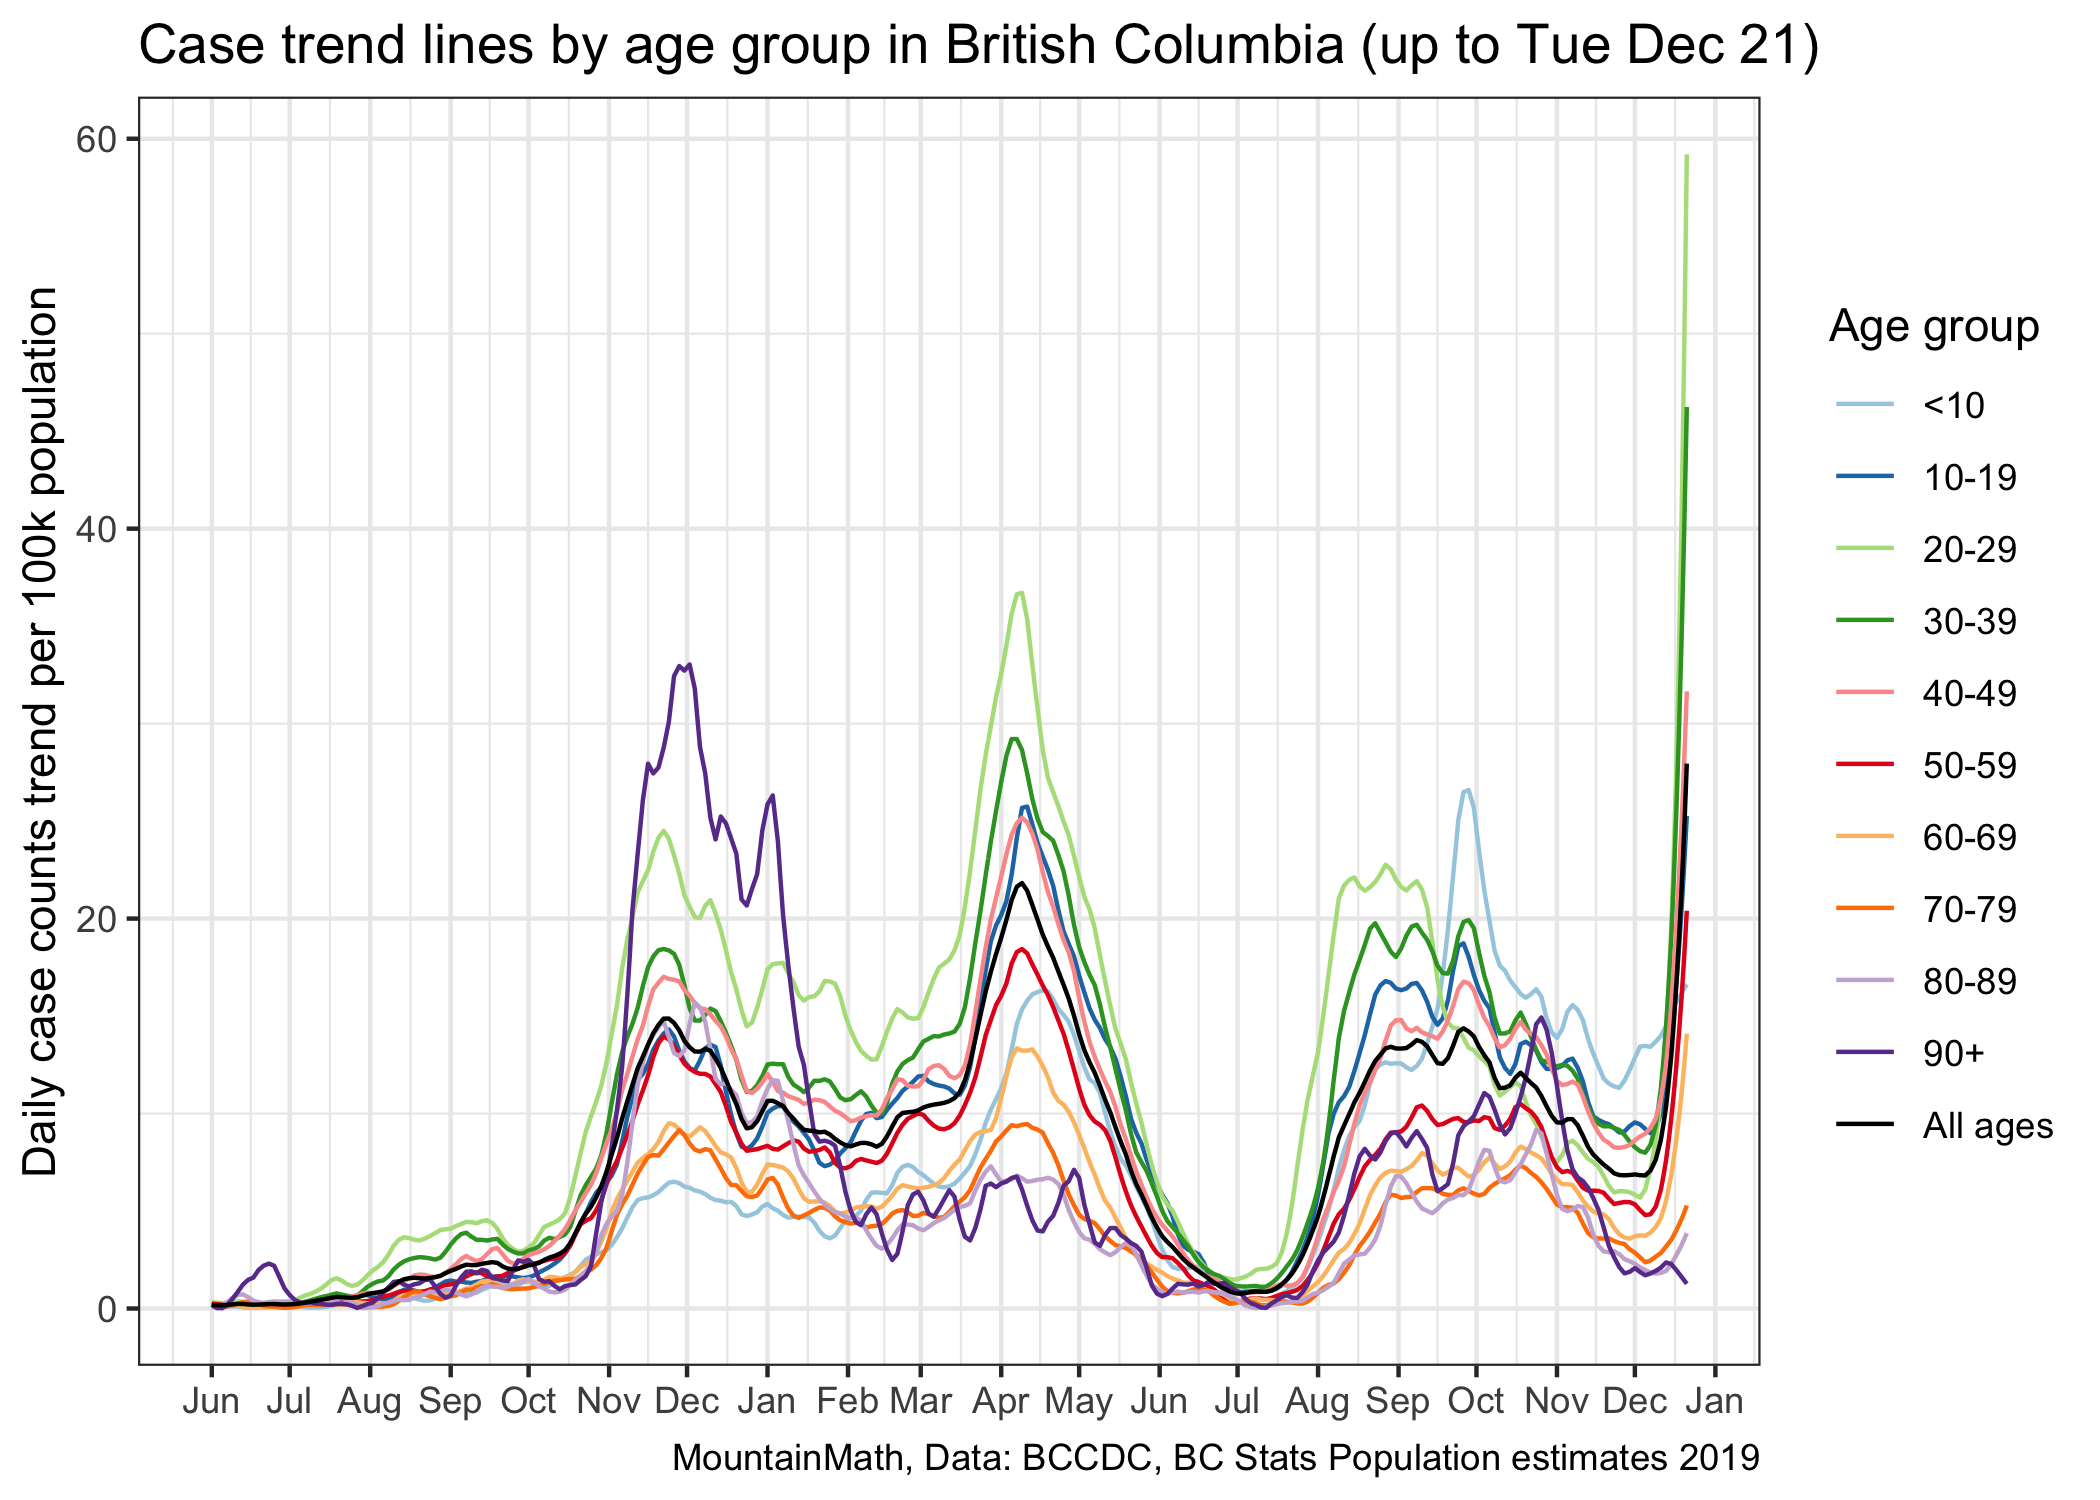 Case trend lines by age group in British Columbia (up to Tue Dec 21)
Daily case counts trend per 100k population
60
40
20
0
Jun Jul Aug Sep Oct Nov Dec Jan Feb Mar Apr May Jun Jul Aug Sep Oct Nov Dec Jan
Age group
<10
10-19
20-29
30-39
40-49
50-59
60-69
70-79
80-89
90+
All ages
MountainMath, Data: BCCDC, BC Stats Population estimates 2019